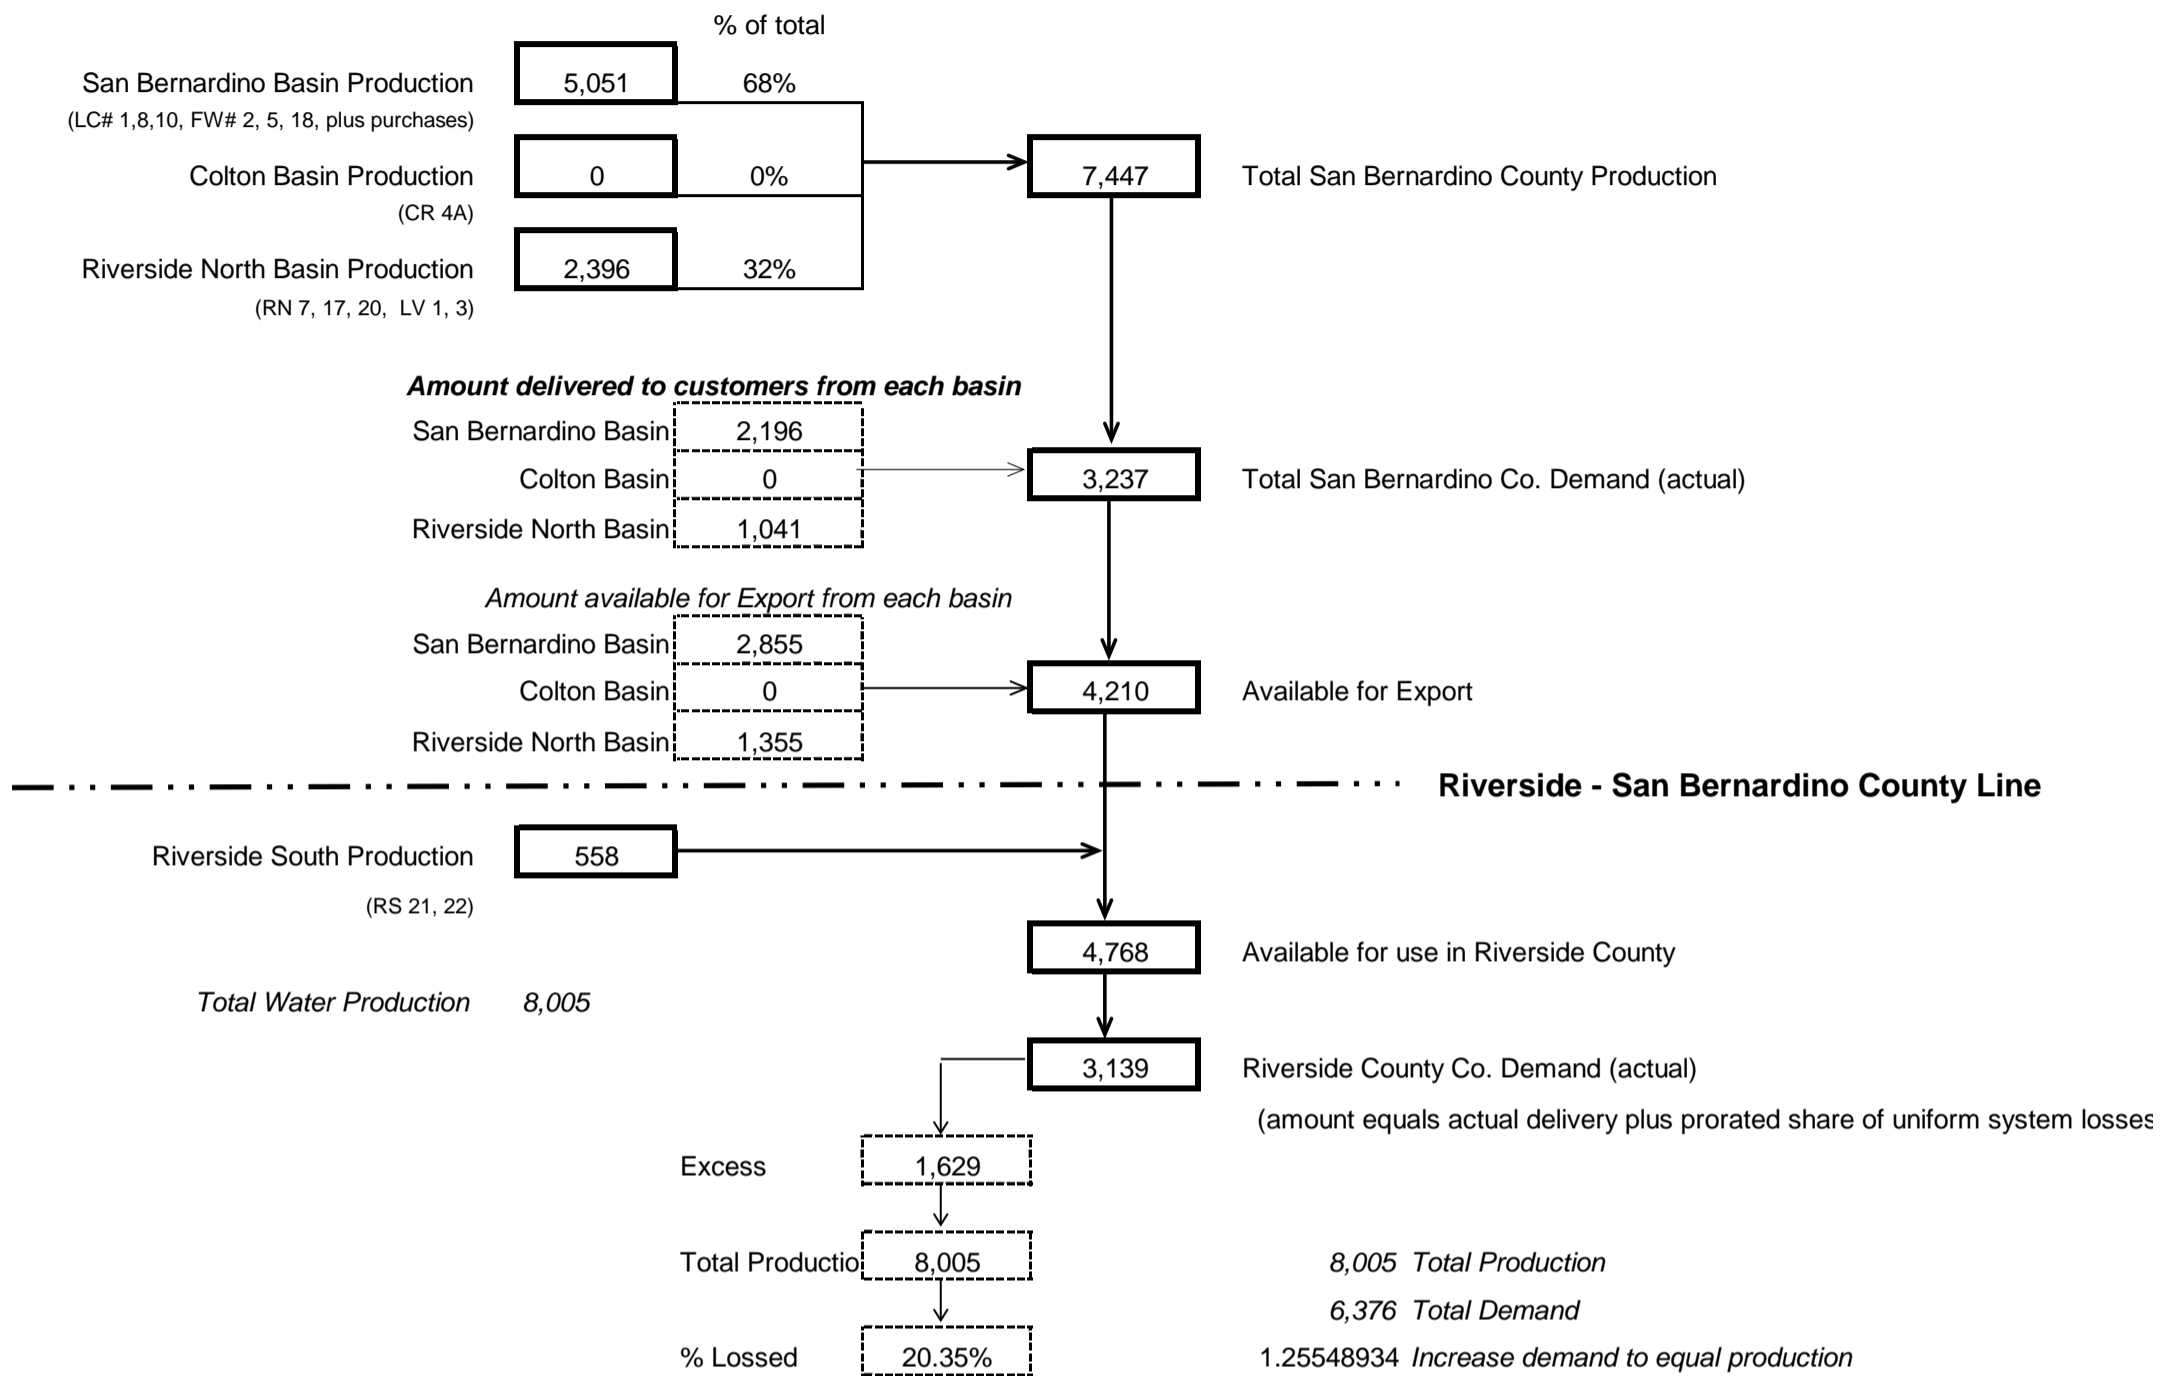 % of total
San Bernardino Basin Production 5,051 68%
(LC# 1,8,10, FW# 2, 5, 18, plus purchases)
Colton Basin Production 0 0% 7,447 Total San Bernardino County Production
(CR 4A)
Riverside North Basin Production 2,396 32%
(RN 7, 17, 20, LV 1, 3)
Amount delivered to customers from each basin
San Bernardino Basin 2,196
Colton Basin 0 3,237 Total San Bernardino Co. Demand (actual)
Riverside North Basin 1,041
Amount available for Export from each basin
San Bernardino Basin 2,855
Colton Basin 0 4,210 Available for Export
Riverside North Basin 1,355
Riverside - San Bernardino County Line
Riverside South Production 558
(RS 21, 22)
4,768 Available for use in Riverside County
Total Water Production 8,005
3,139 Riverside County Co. Demand (actual)
(amount equals actual delivery plus prorated share of uniform system losses
Excess 1,629
Total Productio 8,005 8,005 Total Production
6,376 Total Demand
% Lossed 20.35% 1.25548934 Increase demand to equal production